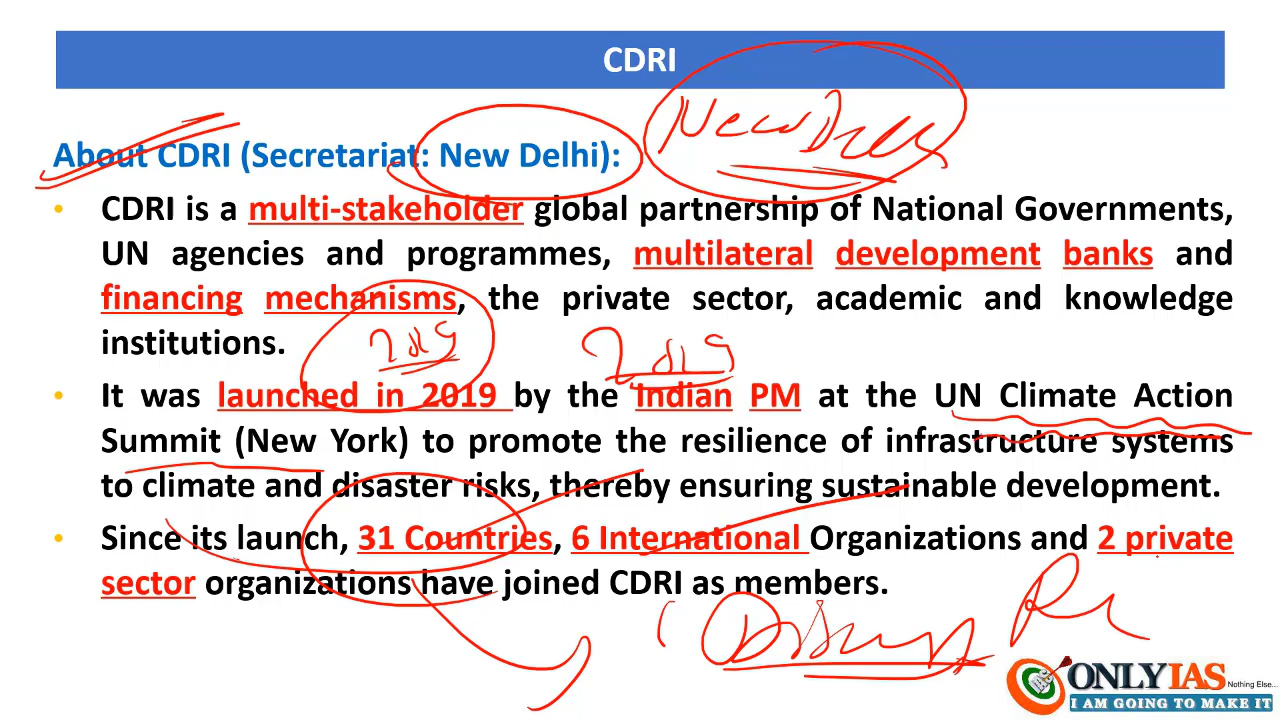 CDRI
New Delhi
About CDRI (Secretariat: New Delhi):
• CDRI is a multi-stakeholder global partnership of National Governments,
UN agencies and programmes, multilateral development banks and
financing mechanisms, the private sector, academic and knowledge
institutions.
2019 2019
• It was launched in 2019 by the Indian PM at the UN Climate Action
Summit (New York) to promote the resilience of infrastructure systems
to climate and disaster risks, thereby ensuring sustainable development.
• Since its launch, 31 Countries, 6 International Organizations and 2 private
sector organizations have joined CDRI as members.
ONLYIAS
Nothing Else...
I AM GOING TO MAKE IT